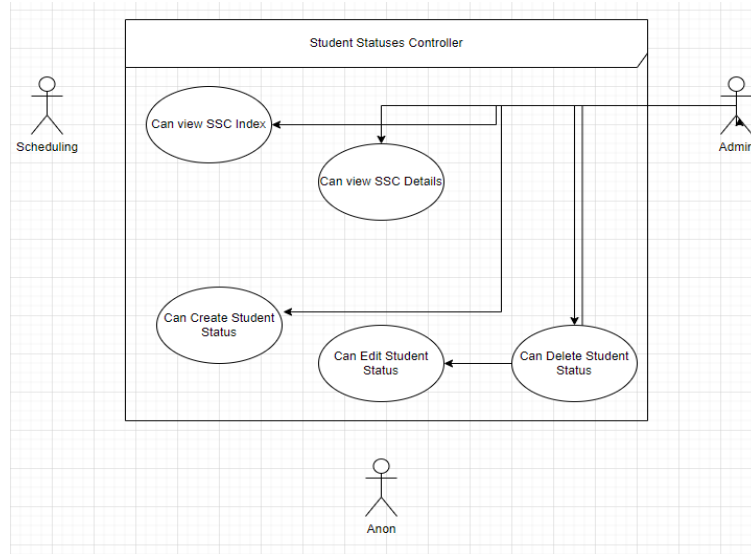 Student Statuses Controller
Can view SSC Index
Scheduling
Admin
Can view SSC Details
Can Create Student
Status
Can Edit Student
Status
Can Delete Student
Status
Anon